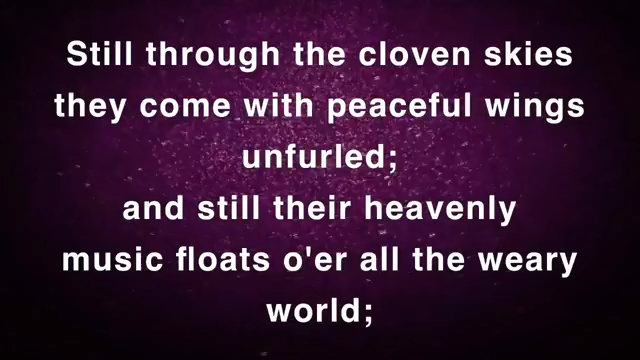 Still through the cloven skies
they come with peaceful wings
unfurled;
and still their heavenly
music floats o'er all the weary
world;